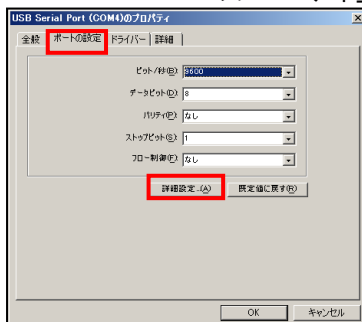 USB Serial Port (COM4)のプロパティ
全般 ポートの設定 ドライバー 詳細
ビット/秒(B): 9600
データビット(D): 8
パリティ(P): なし
ストップビット(S): 1
フロー制御(F): なし
詳細設定...(A) 既定値に戻す(R)
OK キャンセル